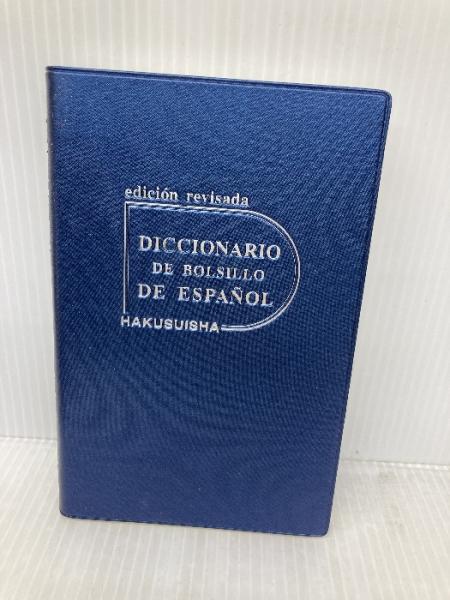 edición revisada
DICCIONARIO
DE BOLSILLO
DE ESPAÑOL
HAKUSUISHA